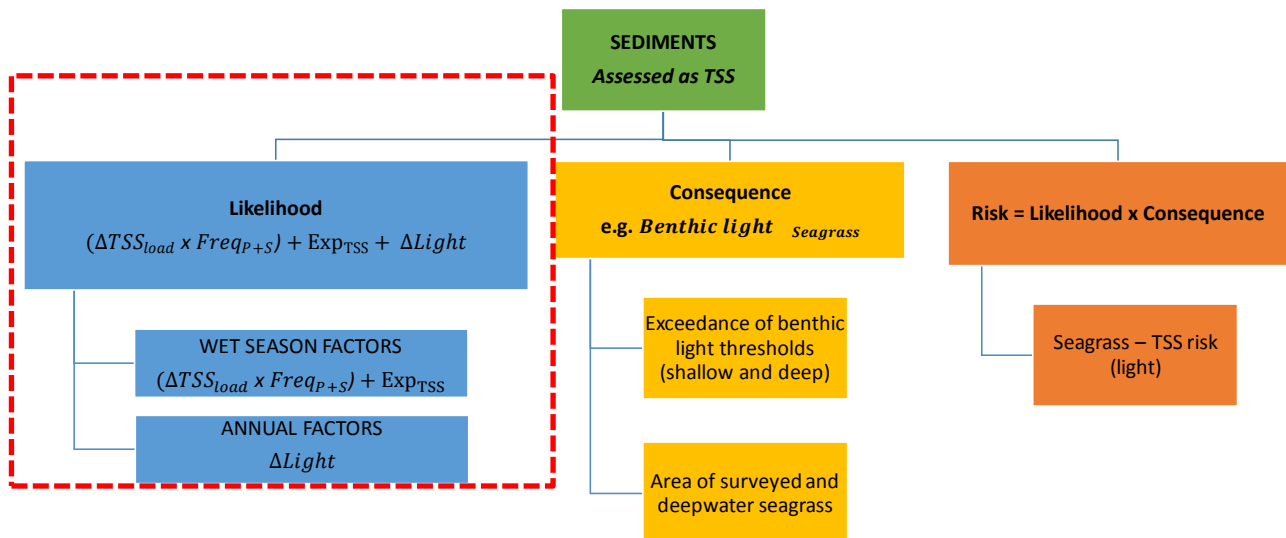 SEDIMENTS
Assessed as TSS
Likelihood
(ΔTSS_load x Freq_P+S) + Exp_TSS + ΔLight
WET SEASON FACTORS
(ΔTSS_load x Freq_P+S) + Exp_TSS
ANNUAL FACTORS
ΔLight
Consequence
e.g. Benthic light Seagrass
Exceedance of benthic
light thresholds
(shallow and deep)
Area of surveyed and
deepwater seagrass
Risk = Likelihood x Consequence
Seagrass – TSS risk
(light)